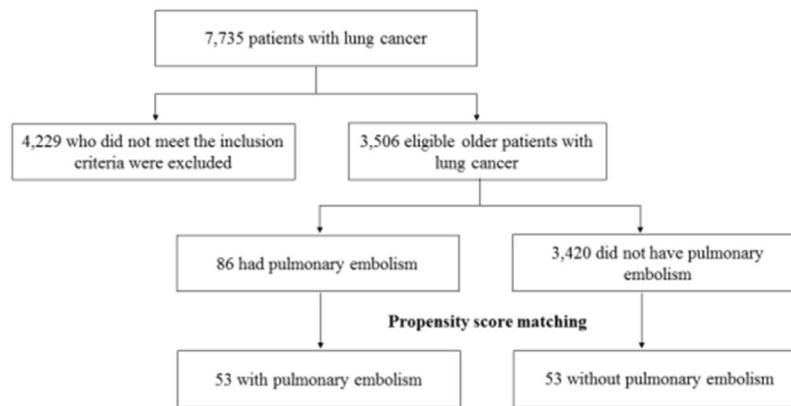 7,735 patients with lung cancer
4,229 who did not meet the inclusion
criteria were excluded
3,506 eligible older patients with
lung cancer
86 had pulmonary embolism
3,420 did not have pulmonary
embolism
Propensity score matching
53 with pulmonary embolism
53 without pulmonary embolism